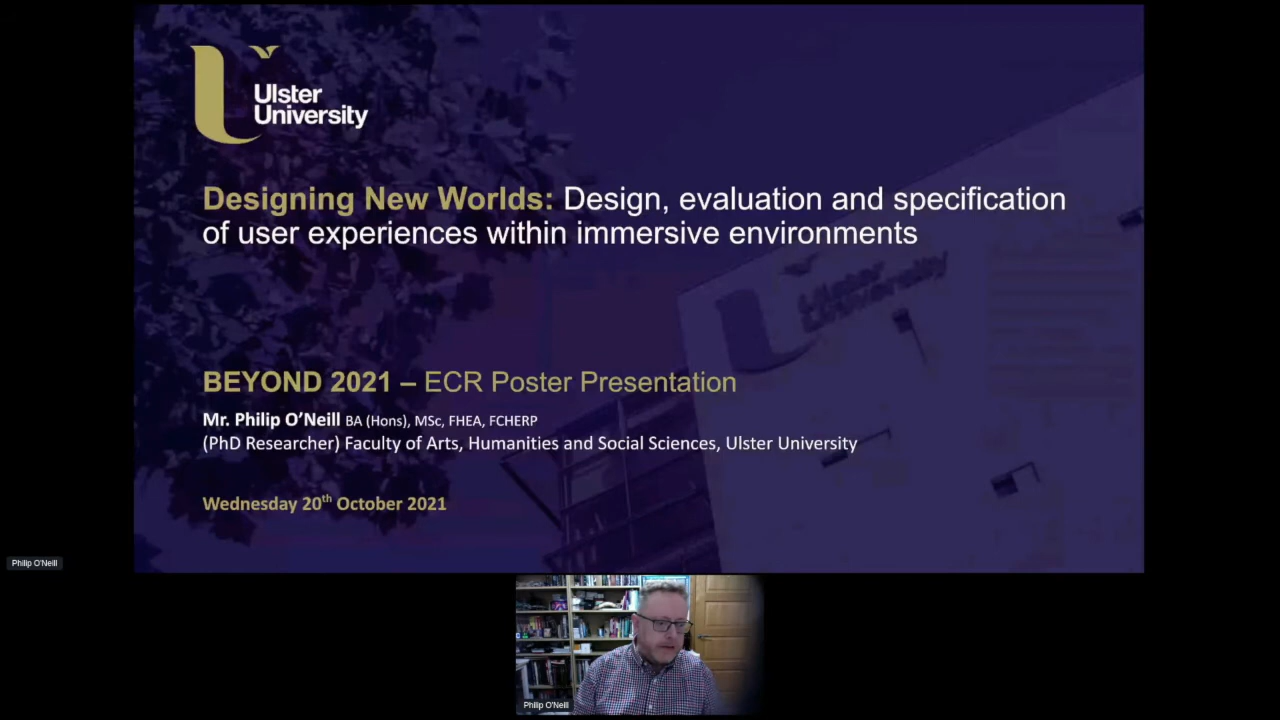 Ulster
University
Designing New Worlds: Design, evaluation and specification
of user experiences within immersive environments
Ulster
University
BEYOND 2021 – ECR Poster Presentation
Mr. Philip O'Neill BA (Hons), MSc, FHEA, FCHERP
(PhD Researcher) Faculty of Arts, Humanities and Social Sciences, Ulster University
Wednesday 20th October 2021
Philip O'Neill
Philip O'Neill